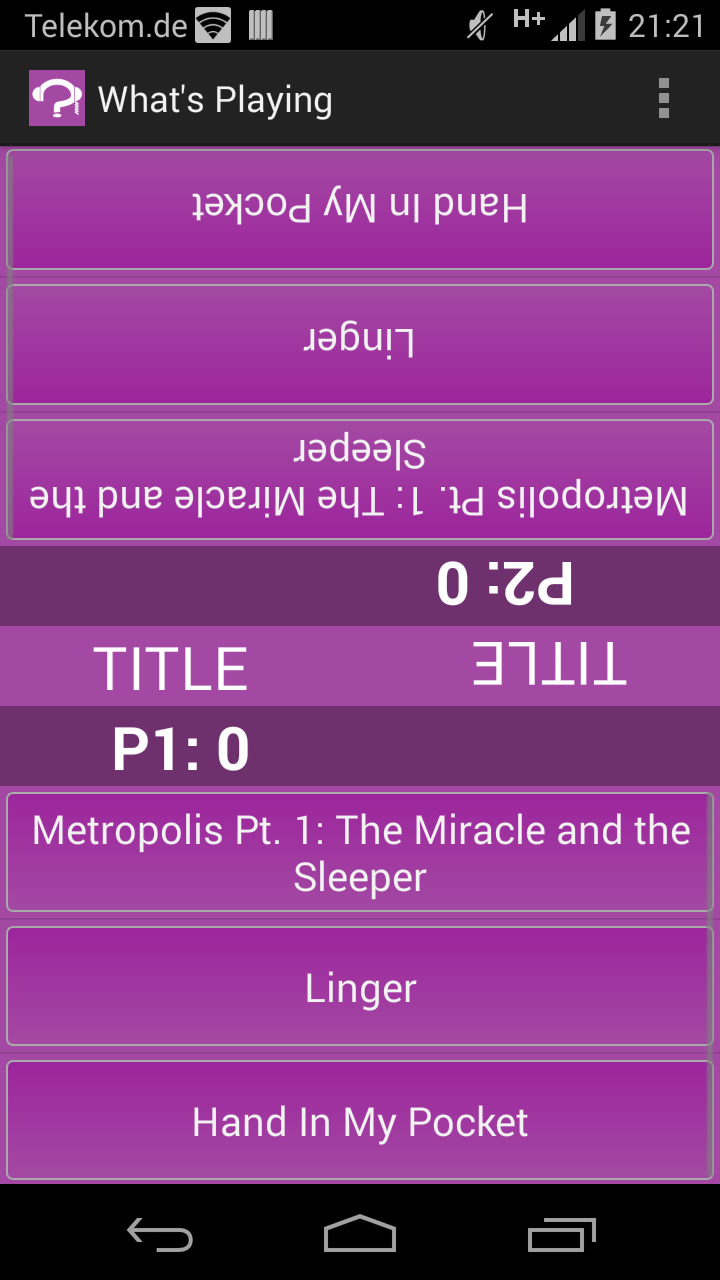 Telekom.de H+ 21:21
What's Playing
Hand In My Pocket
Linger
Metropolis Pt. 1: The Miracle and the
Sleeper
P2: 0
TITLE TITLE
P1: 0
Metropolis Pt. 1: The Miracle and the
Sleeper
Linger
Hand In My Pocket